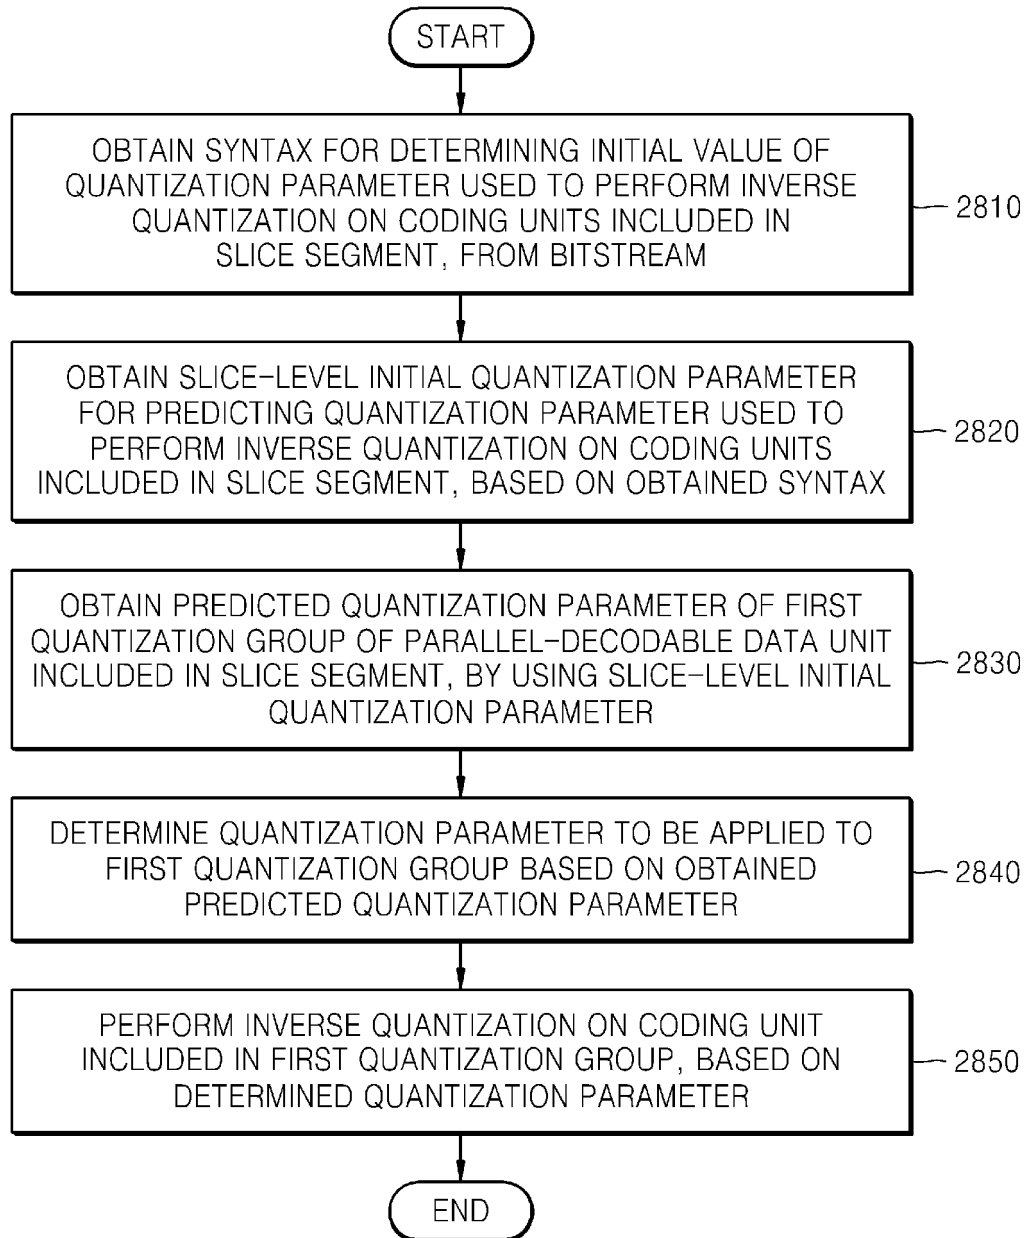 START
OBTAIN SYNTAX FOR DETERMINING INITIAL VALUE OF
QUANTIZATION PARAMETER USED TO PERFORM INVERSE
QUANTIZATION ON CODING UNITS INCLUDED IN
SLICE SEGMENT, FROM BITSTREAM
2810
OBTAIN SLICE-LEVEL INITIAL QUANTIZATION PARAMETER
FOR PREDICTING QUANTIZATION PARAMETER USED TO
PERFORM INVERSE QUANTIZATION ON CODING UNITS
INCLUDED IN SLICE SEGMENT, BASED ON OBTAINED SYNTAX
2820
OBTAIN PREDICTED QUANTIZATION PARAMETER OF FIRST
QUANTIZATION GROUP OF PARALLEL-DECODABLE DATA UNIT
INCLUDED IN SLICE SEGMENT, BY USING SLICE-LEVEL INITIAL
QUANTIZATION PARAMETER
2830
DETERMINE QUANTIZATION PARAMETER TO BE APPLIED TO
FIRST QUANTIZATION GROUP BASED ON OBTAINED
PREDICTED QUANTIZATION PARAMETER
2840
PERFORM INVERSE QUANTIZATION ON CODING UNIT
INCLUDED IN FIRST QUANTIZATION GROUP, BASED ON
DETERMINED QUANTIZATION PARAMETER
2850
END